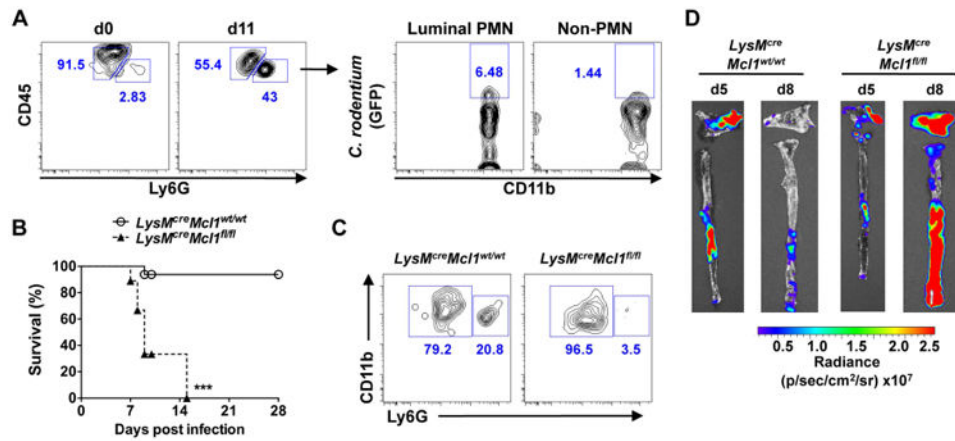 A
d0
d11
91.5
2.83
55.4
43
CD45
Ly6G
Luminal PMN
Non-PMN
6.48
1.44
C. rodentium
(GFP)
CD11b
B
LysMcreMcl1wt/wt
LysMcreMcl1fl/fl
Survival (%)
100
80
60
40
20
0
***
0
7
14
21
28
Days post infection
C
LysMcreMcl1wt/wt
LysMcreMcl1fl/fl
79.2
20.8
96.5
3.5
CD11b
Ly6G
D
LysMcre
Mcl1wt/wt
LysMcre
Mcl1fl/fl
d5
d8
d5
d8
0.5
1.0
1.5
2.0
2.5
Radiance
(p/sec/cm²/sr) x10⁷